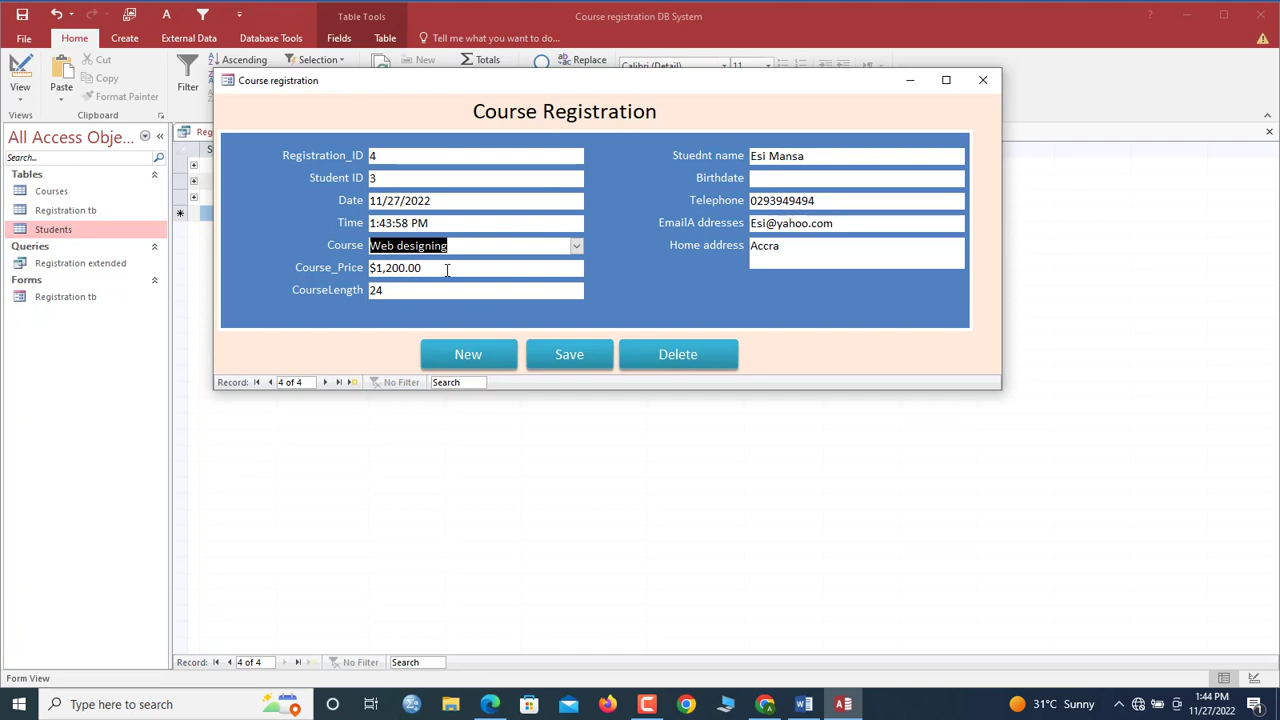 Table Tools
Course registration DB System
File
Home
Create
External Data
Database Tools
Fields
Table
Tell me what you want to do...
View
Views
Paste
Cut
Copy
Format Painter
Clipboard
Filter
Ascending
Selection
New
Totals
Replace
Calibri (Detail)
11
All Access Obje...
Search...
Tables
Courses
Registration tb
Students
Queries
Registration extended
Forms
Registration tb
Reg
S
Course registration
Course Registration
Registration_ID 4
Student ID 3
Date 11/27/2022
Time 1:43:58 PM
Course Web designing
Course_Price $1,200.00
CourseLength 24
Stuednt name Esi Mansa
Birthdate
Telephone 0293949494
EmailA ddresses Esi@yahoo.com
Home address Accra
New Save Delete
Record: 4 of 4 No Filter Search
Record: 4 of 4 No Filter Search
Form View
Type here to search
31°C Sunny
1:44 PM
11/27/2022